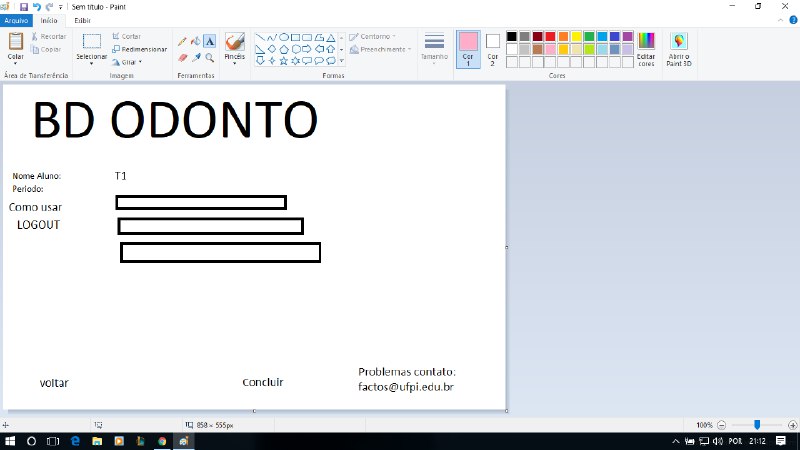 Sem título - Paint
Arquivo Início Exibir
Colar
Recortar
Copiar
Área de Transferência
Selecionar
Cortar
Redimensionar
Girar
Imagem
A
Ferramentas
Pincéis
Contorno
Preenchimento
Formas
Tamanho
Cor 1
Cor 2
Editar cores
Cores
Abrir o Paint 3D
BD ODONTO
Nome Aluno: T1
Periodo:
Como usar
LOGOUT
voltar
Concluir
Problemas contato:
factos@ufpi.edu.br
858 × 555px
100%
POR 21:12